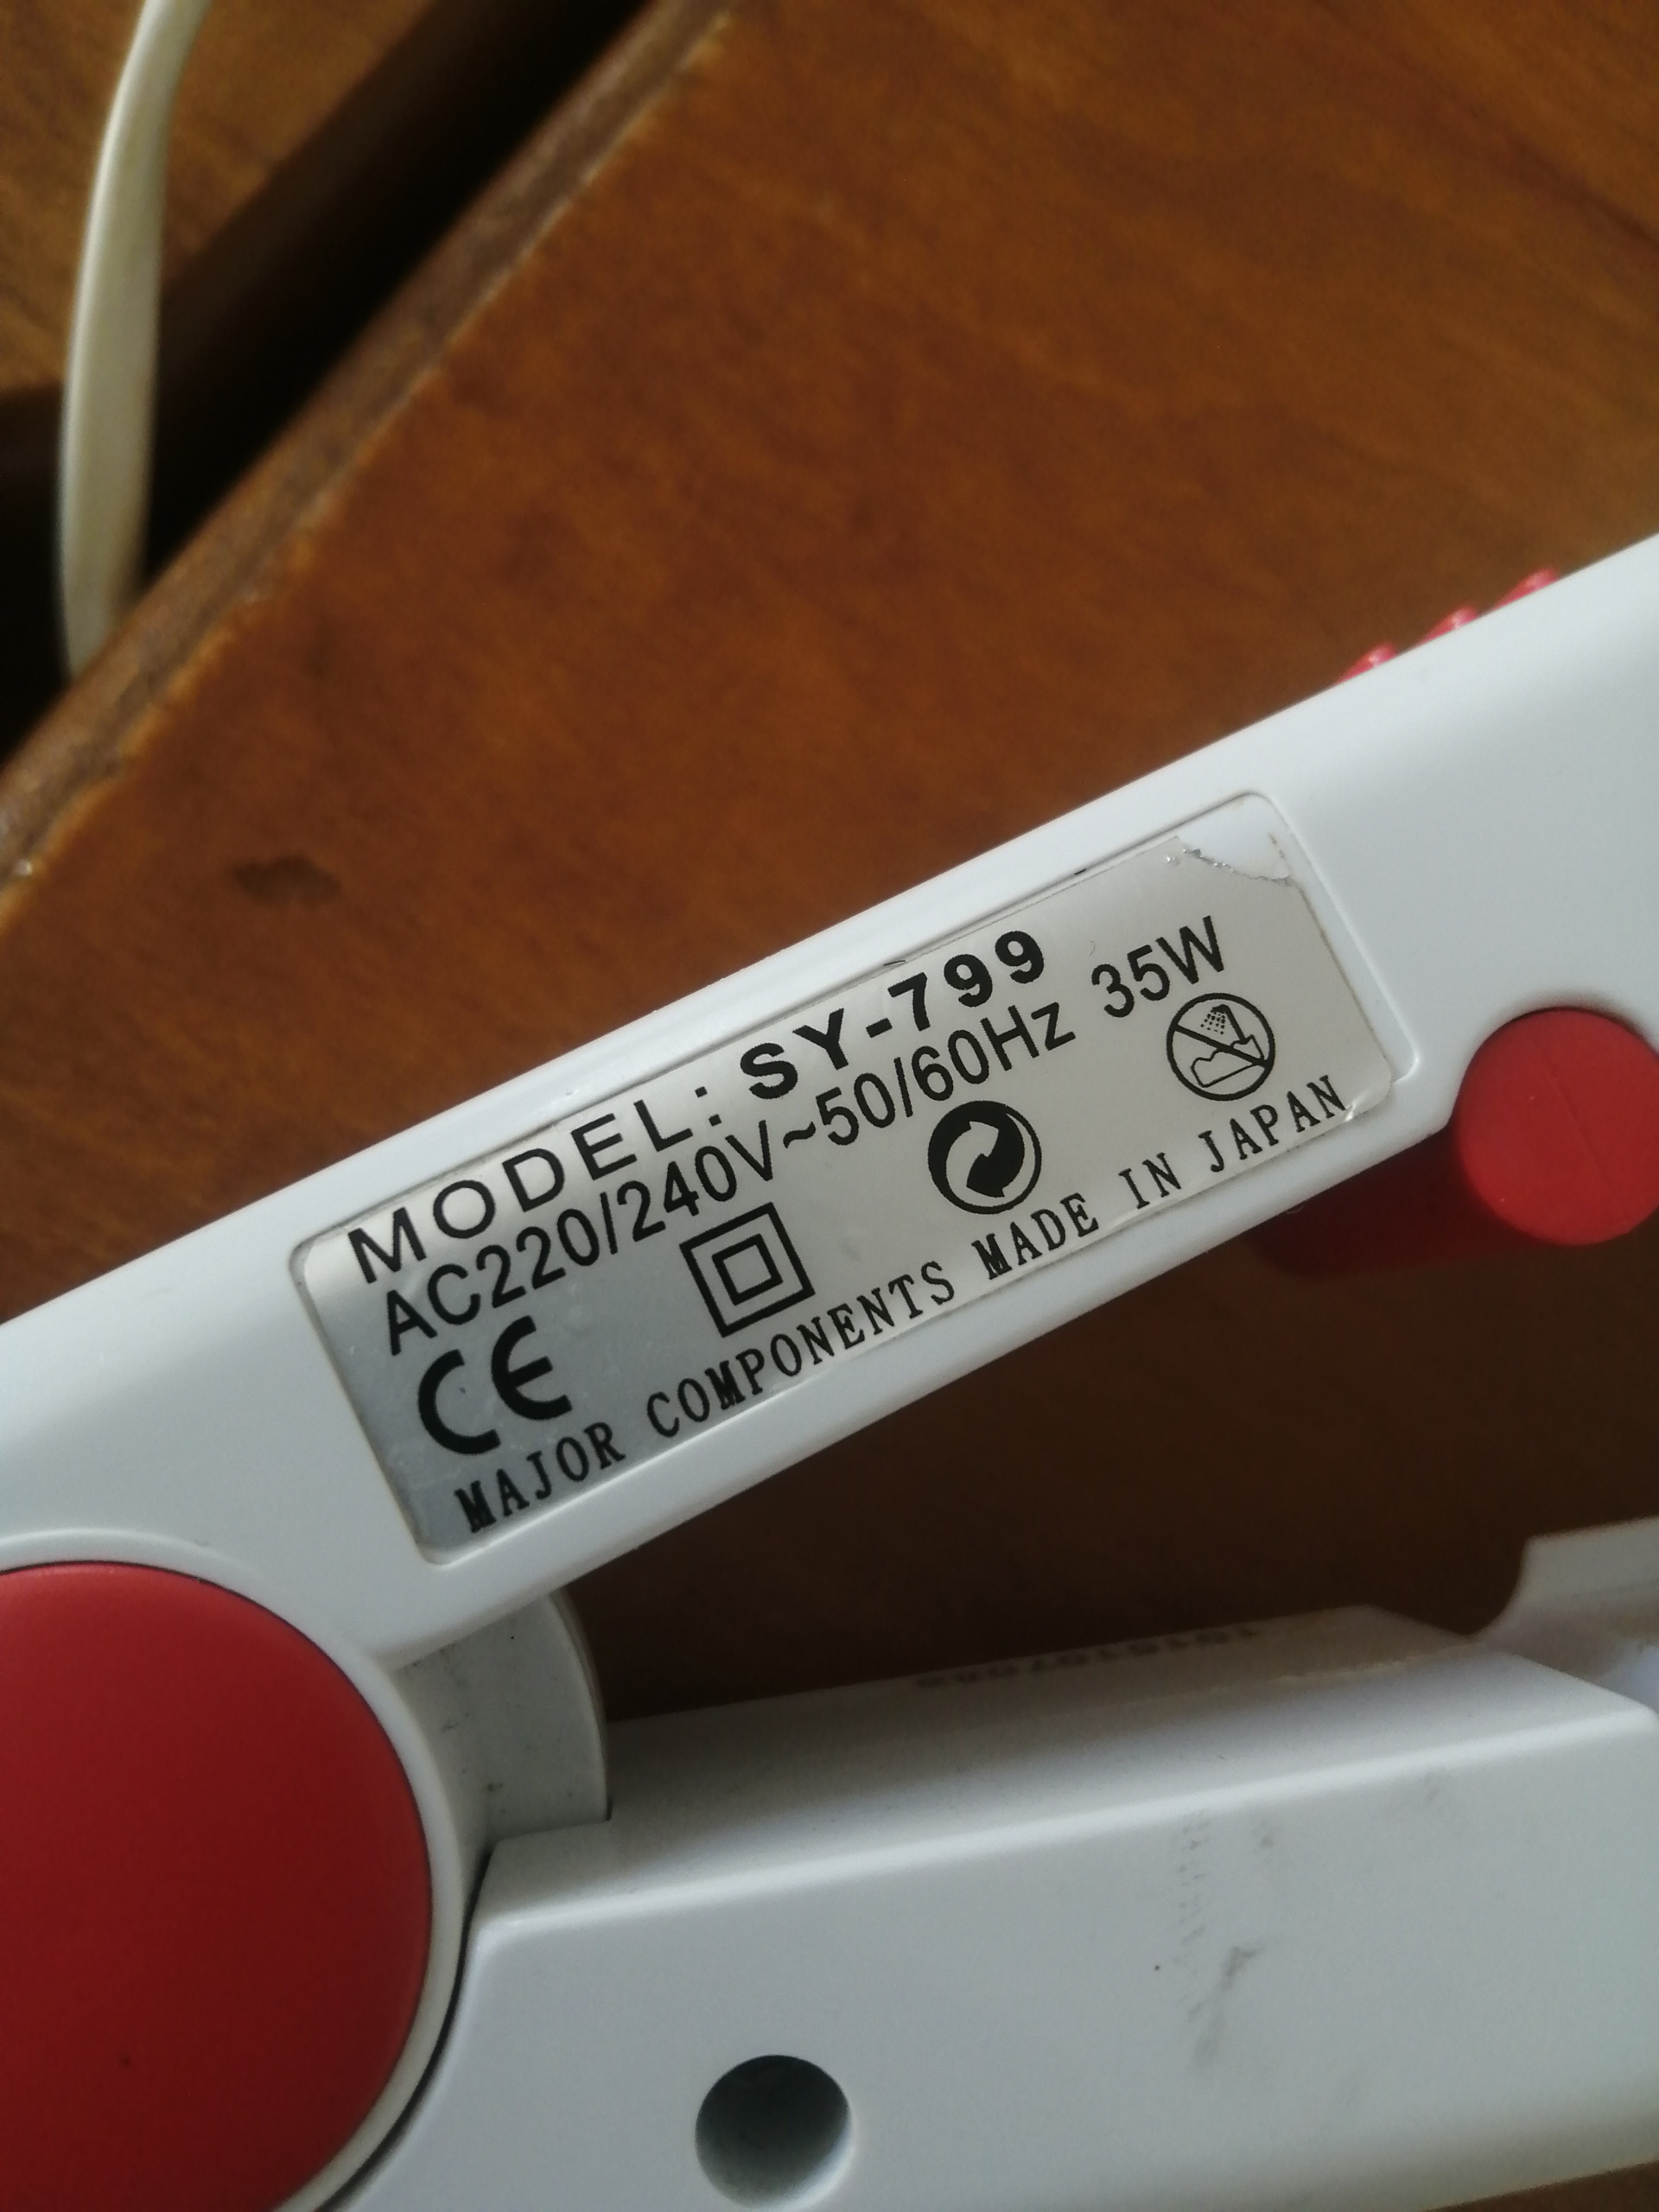 MODEL: SY-799
AC220/240V~50/60Hz 35W
CE
MAJOR COMPONENTS MADE IN JAPAN